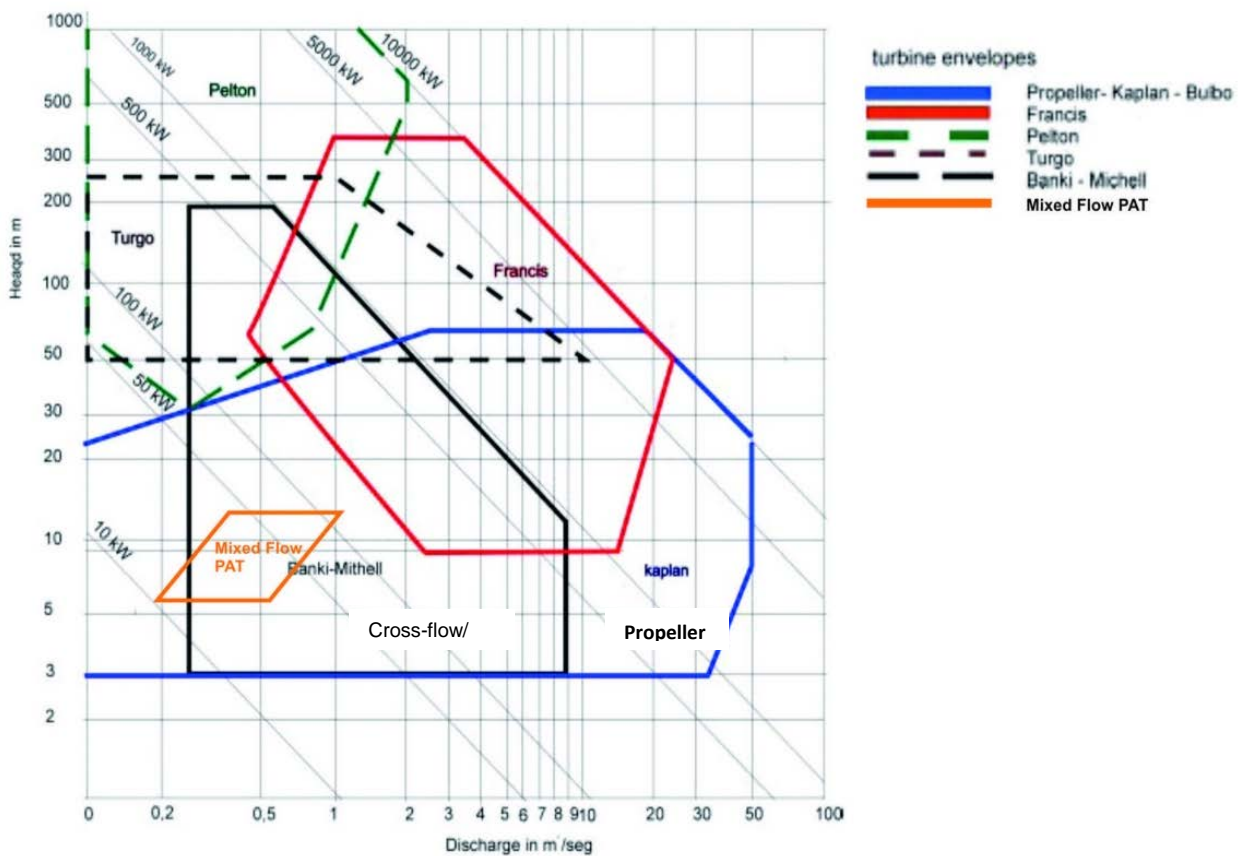 1000
500
300
200
100
50
30
20
10
5
3
2
Heaqd in m
1000 kW
500 kW
100 kW
50 kW
10 kW
5000 kW
10000 kW
Pelton
Turgo
Francis
Mixed Flow
PAT
Banki-Mithell
Cross-flow/
kaplan
Propeller
0 0,2 0,5 1 2 3 4 5 6 7 8 910 20 30 50 100
Discharge in m'/seg
turbine envelopes
Propeller- Kaplan - Bulbo
Francis
Pelton
Turgo
Banki - Michell
Mixed Flow PAT